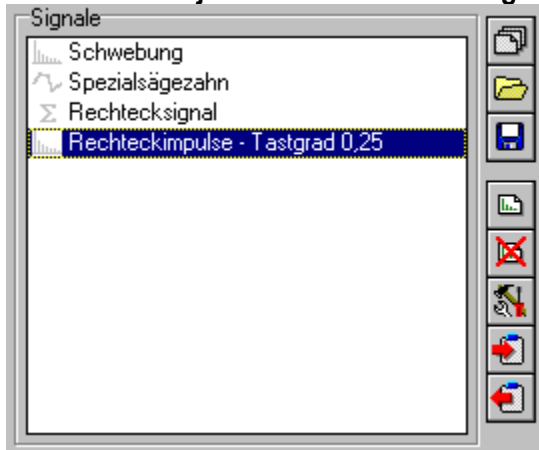 Signale
Schwebung
Spezialsägezahn
Rechtecksignal
Rechteckimpulse - Tastgrad 0,25